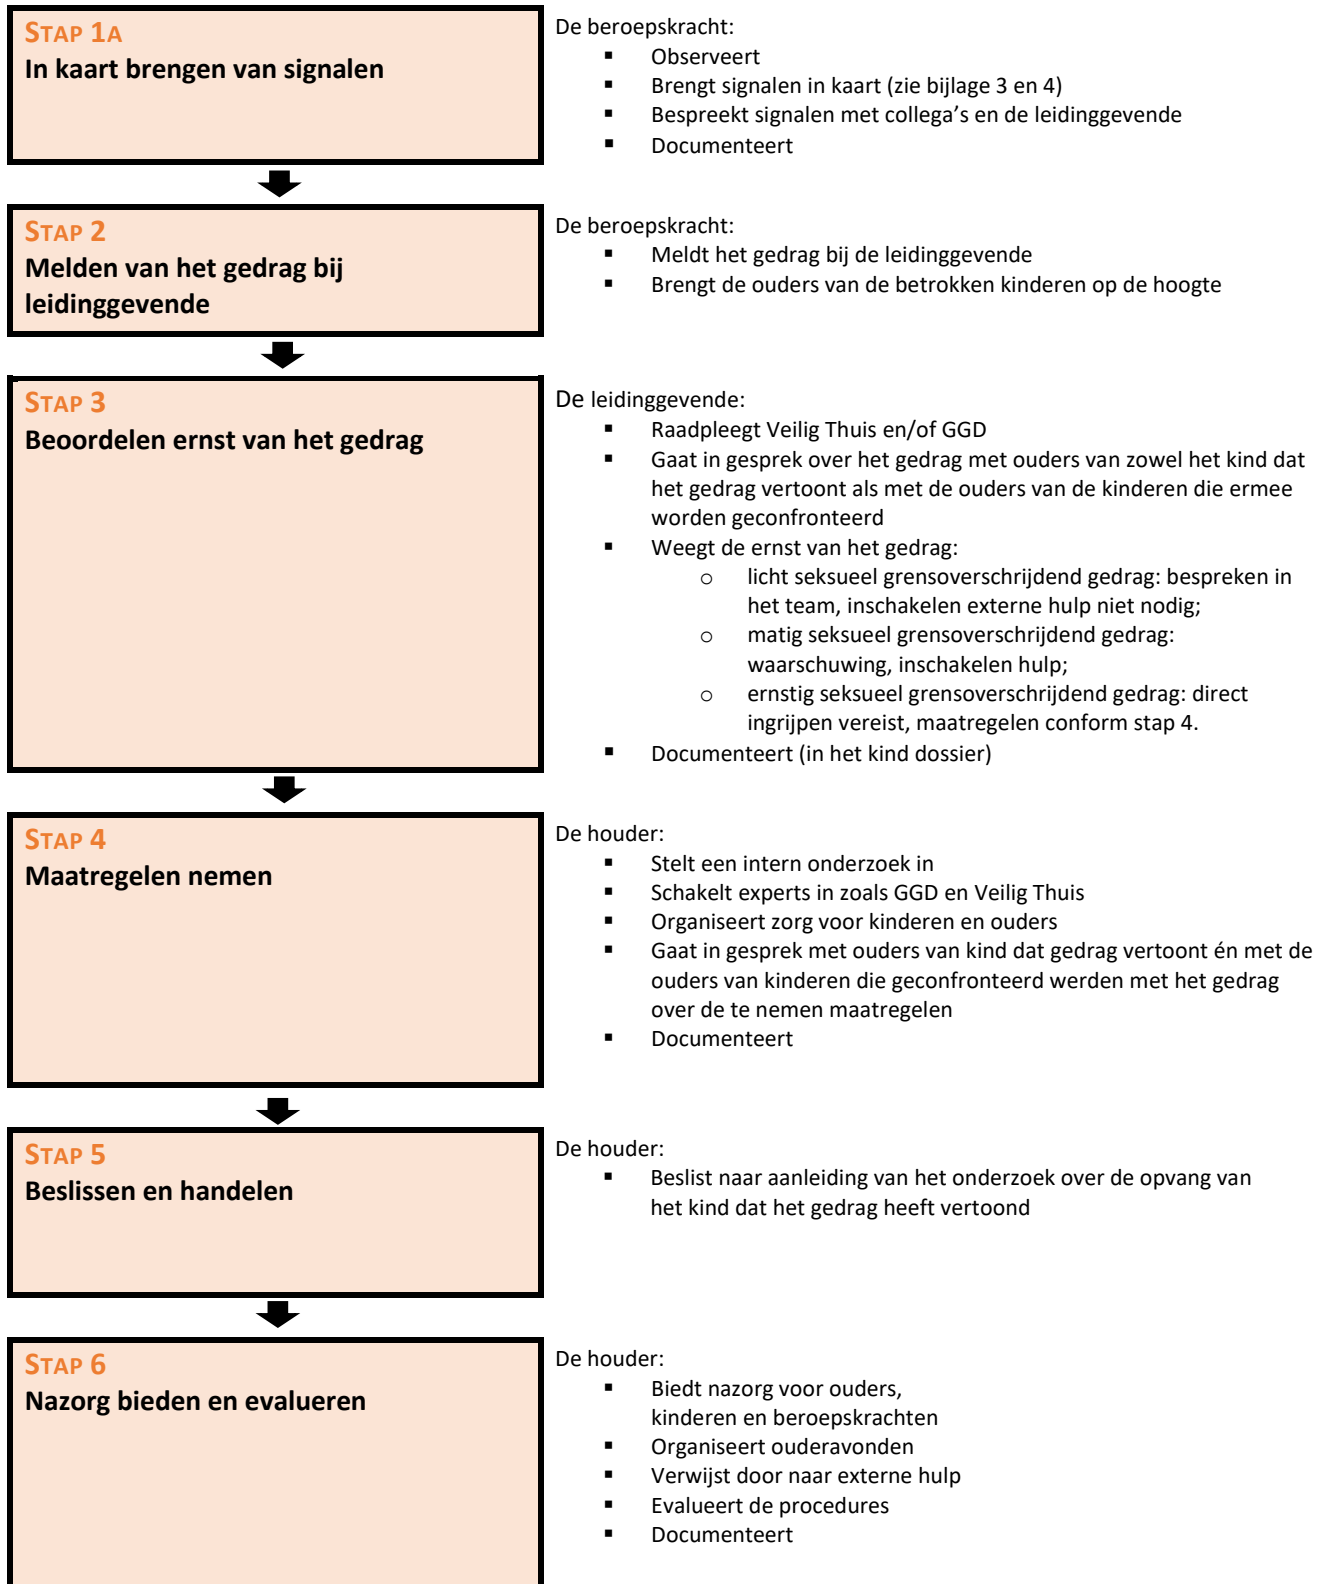 STAP 1A
In kaart brengen van signalen
De beroepskracht:
▪ Observeert
▪ Brengt signalen in kaart (zie bijlage 3 en 4)
▪ Bespreekt signalen met collega’s en de leidinggevende
▪ Documenteert
STAP 2
Melden van het gedrag bij
leidinggevende
De beroepskracht:
▪ Meldt het gedrag bij de leidinggevende
▪ Brengt de ouders van de betrokken kinderen op de hoogte
STAP 3
Beoordelen ernst van het gedrag
De leidinggevende:
▪ Raadpleegt Veilig Thuis en/of GGD
▪ Gaat in gesprek over het gedrag met ouders van zowel het kind dat
het gedrag vertoont als met de ouders van de kinderen die ermee
worden geconfronteerd
▪ Weegt de ernst van het gedrag:
o licht seksueel grensoverschrijdend gedrag: bespreken in
het team, inschakelen externe hulp niet nodig;
o matig seksueel grensoverschrijdend gedrag:
waarschuwing, inschakelen hulp;
o ernstig seksueel grensoverschrijdend gedrag: direct
ingrijpen vereist, maatregelen conform stap 4.
▪ Documenteert (in het kind dossier)
STAP 4
Maatregelen nemen
De houder:
▪ Stelt een intern onderzoek in
▪ Schakelt experts in zoals GGD en Veilig Thuis
▪ Organiseert zorg voor kinderen en ouders
▪ Gaat in gesprek met ouders van kind dat gedrag vertoont én met de
ouders van kinderen die geconfronteerd werden met het gedrag
over de te nemen maatregelen
▪ Documenteert
STAP 5
Beslissen en handelen
De houder:
▪ Beslist naar aanleiding van het onderzoek over de opvang van
het kind dat het gedrag heeft vertoond
STAP 6
Nazorg bieden en evalueren
De houder:
▪ Biedt nazorg voor ouders,
kinderen en beroepskrachten
▪ Organiseert ouderavonden
▪ Verwijst door naar externe hulp
▪ Evalueert de procedures
▪ Documenteert